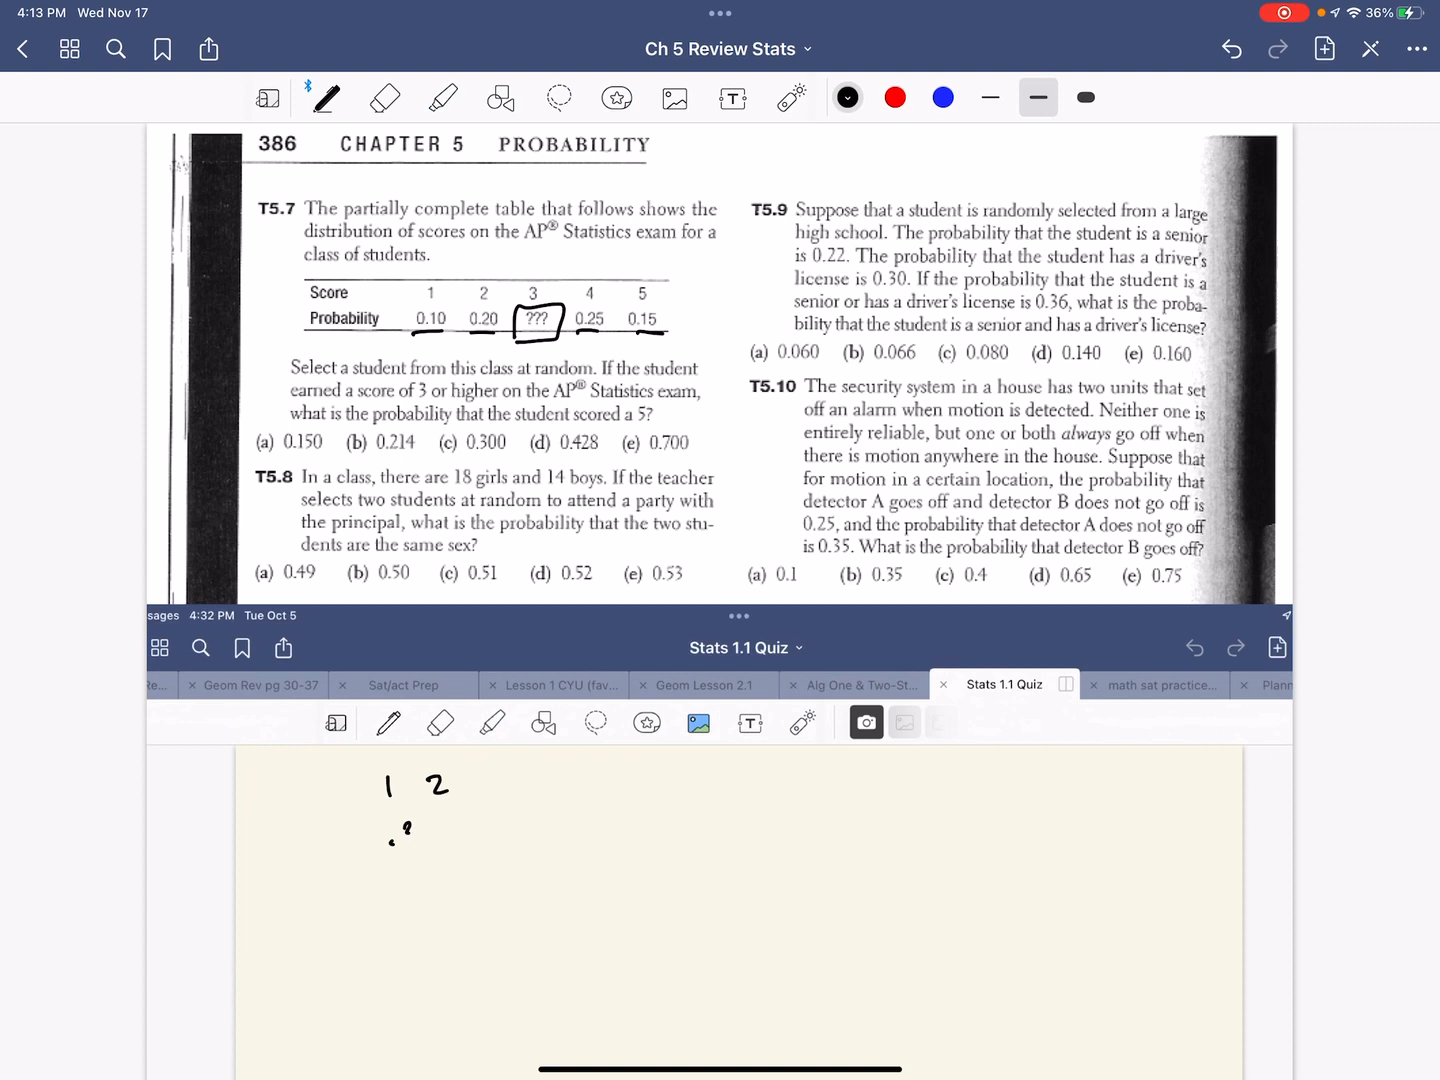 4:13 PM Wed Nov 17
36%
Ch 5 Review Stats
386 CHAPTER 5 PROBABILITY
T5.7 The partially complete table that follows shows the
distribution of scores on the AP® Statistics exam for a
class of students.
Score 1 2 3 4 5
Probability 0.10 0.20 ??? 0.25 0.15
Select a student from this class at random. If the student
earned a score of 3 or higher on the AP® Statistics exam,
what is the probability that the student scored a 5?
(a) 0.150 (b) 0.214 (c) 0.300 (d) 0.428 (e) 0.700
T5.8 In a class, there are 18 girls and 14 boys. If the teacher
selects two students at random to attend a party with
the principal, what is the probability that the two stu-
dents are the same sex?
(a) 0.49 (b) 0.50 (c) 0.51 (d) 0.52 (e) 0.53
T5.9 Suppose that a student is randomly selected from a large
high school. The probability that the student is a senior
is 0.22. The probability that the student has a driver's
license is 0.30. If the probability that the student is a
senior or has a driver's license is 0.36, what is the proba-
bility that the student is a senior and has a driver's license?
(a) 0.060 (b) 0.066 (c) 0.080 (d) 0.140 (e) 0.160
T5.10 The security system in a house has two units that set
off an alarm when motion is detected. Neither one is
entirely reliable, but one or both always go off when
there is motion anywhere in the house. Suppose that
for motion in a certain location, the probability that
detector A goes off and detector B does not go off is
0.25, and the probability that detector A does not go off
is 0.35. What is the probability that detector B goes off?
(a) 0.1 (b) 0.35 (c) 0.4 (d) 0.65 (e) 0.75
sages 4:32 PM Tue Oct 5
Stats 1.1 Quiz
Re... × Geom Rev pg 30-37 × Sat/act Prep × Lesson 1 CYU (fav... × Geom Lesson 2.1 × Alg One & Two-St... × Stats 1.1 Quiz × math sat practice... × Plann
1 2